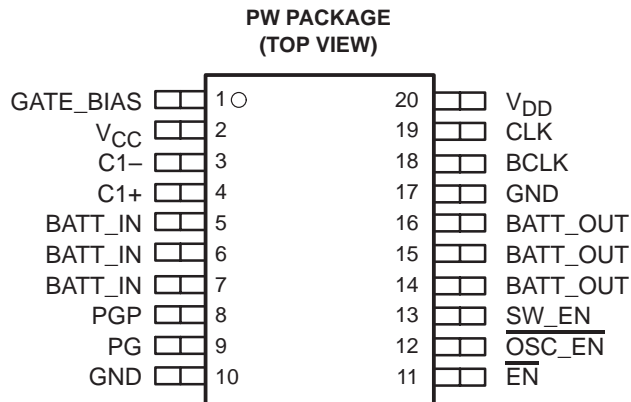 PW PACKAGE
(TOP VIEW)
GATE_BIAS 1 20 VDD
VCC 2 19 CLK
C1– 3 18 BCLK
C1+ 4 17 GND
BATT_IN 5 16 BATT_OUT
BATT_IN 6 15 BATT_OUT
BATT_IN 7 14 BATT_OUT
PGP 8 13 SW_EN
PG 9 12 OSC_EN
GND 10 11 EN